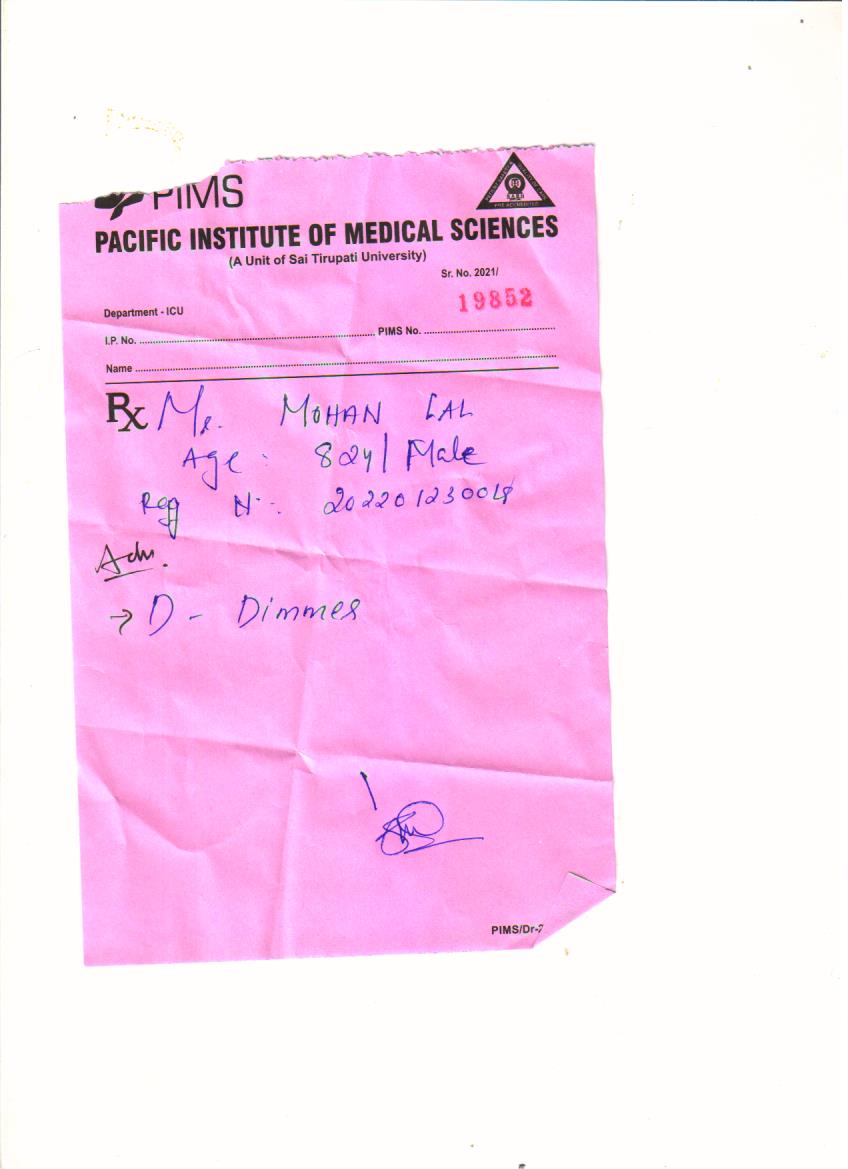 PIMS
PACIFIC INSTITUTE OF MEDICAL SCIENCES
(A Unit of Sai Tirupati University)
Sr. No. 2021/
19852
Department - ICU
I.P. No. PIMS No.
Name
Rx Mr. MOHAN LAL
Age : 82y / Male
Reg No. 202201230018
Adv.
→ D - Dimmer
PIMS/Dr-